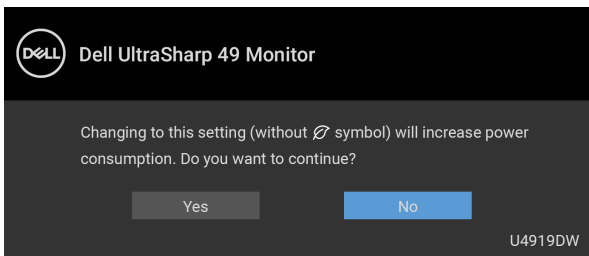 DELL
Dell UltraSharp 49 Monitor
Changing to this setting (without symbol) will increase power
consumption. Do you want to continue?
Yes
No
U4919DW